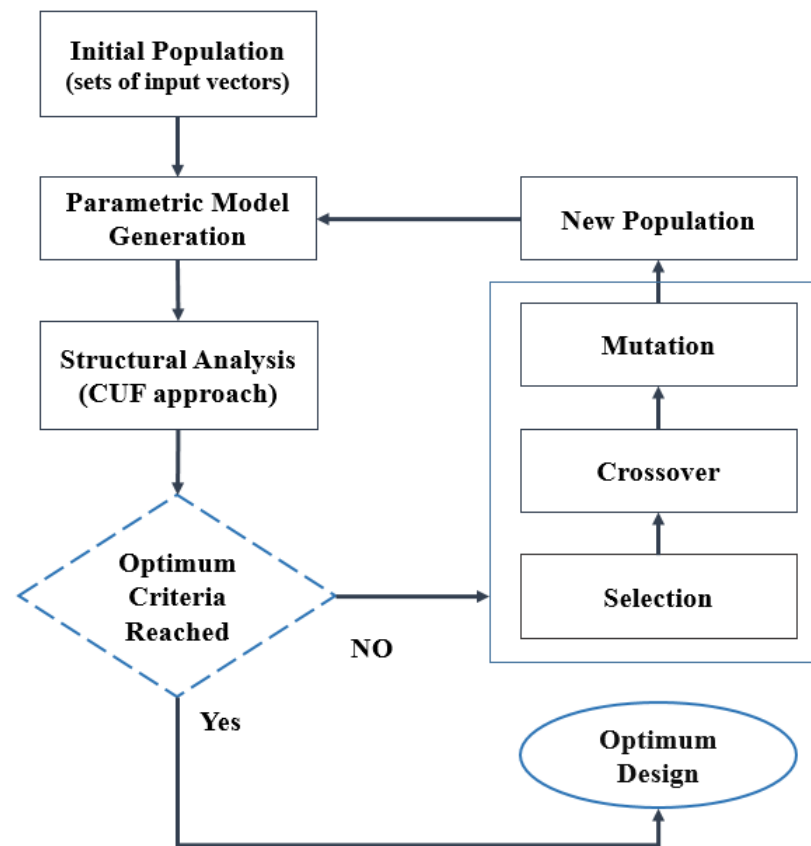 Initial Population
(sets of input vectors)
Parametric Model
Generation
New Population
Structural Analysis
(CUF approach)
Mutation
Crossover
Selection
Optimum
Criteria
Reached
NO
Yes
Optimum
Design